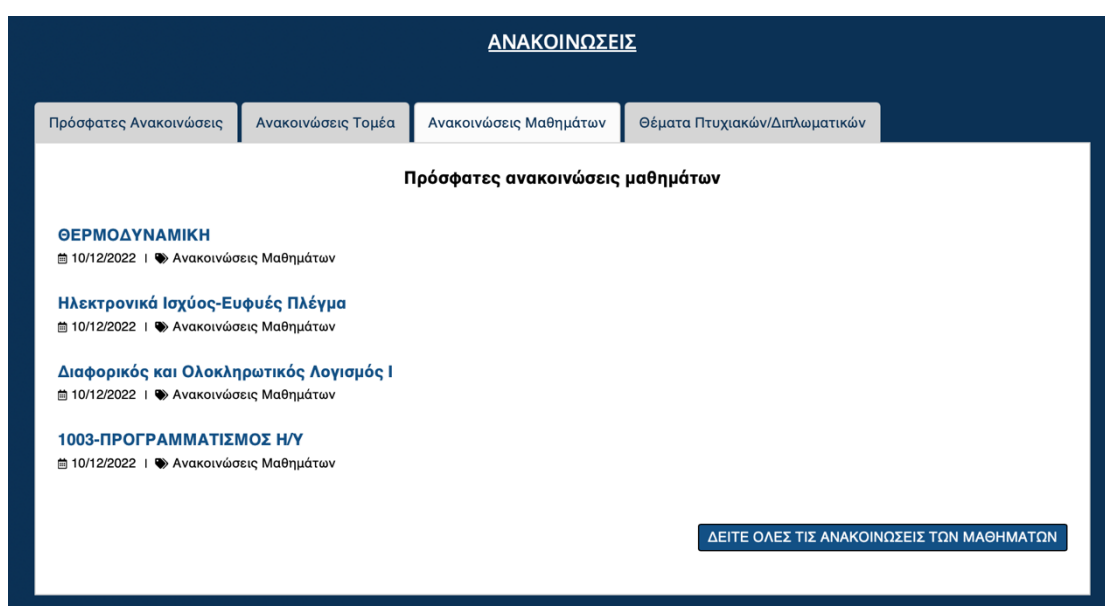 ΑΝΑΚΟΙΝΩΣΕΙΣ
Πρόσφατες Ανακοινώσεις
Ανακοινώσεις Τομέα
Ανακοινώσεις Μαθημάτων
Θέματα Πτυχιακών/Διπλωματικών
Πρόσφατες ανακοινώσεις μαθημάτων
ΘΕΡΜΟΔΥΝΑΜΙΚΗ
10/12/2022 | Ανακοινώσεις Μαθημάτων
Ηλεκτρονικά Ισχύος-Ευφυές Πλέγμα
10/12/2022 | Ανακοινώσεις Μαθημάτων
Διαφορικός και Ολοκληρωτικός Λογισμός Ι
10/12/2022 | Ανακοινώσεις Μαθημάτων
1003-ΠΡΟΓΡΑΜΜΑΤΙΣΜΟΣ Η/Υ
10/12/2022 | Ανακοινώσεις Μαθημάτων
ΔΕΙΤΕ ΟΛΕΣ ΤΙΣ ΑΝΑΚΟΙΝΩΣΕΙΣ ΤΩΝ ΜΑΘΗΜΑΤΩΝ